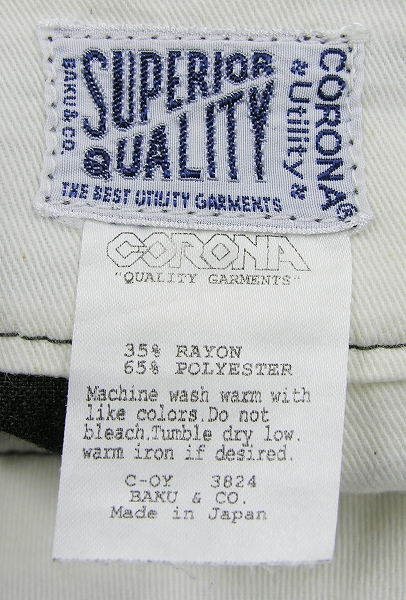 SUPERIOR
QUALITY
BAKU & CO.
CORONA®
& Utility &
THE BEST UTILITY GARMENTS
CORONA
"QUALITY GARMENTS"
35% RAYON
65% POLYESTER
Machine wash warm with
like colors.Do not
bleach.Tumble dry low.
warm iron if desired.
C-OY 3824
BAKU & CO.
Made in Japan